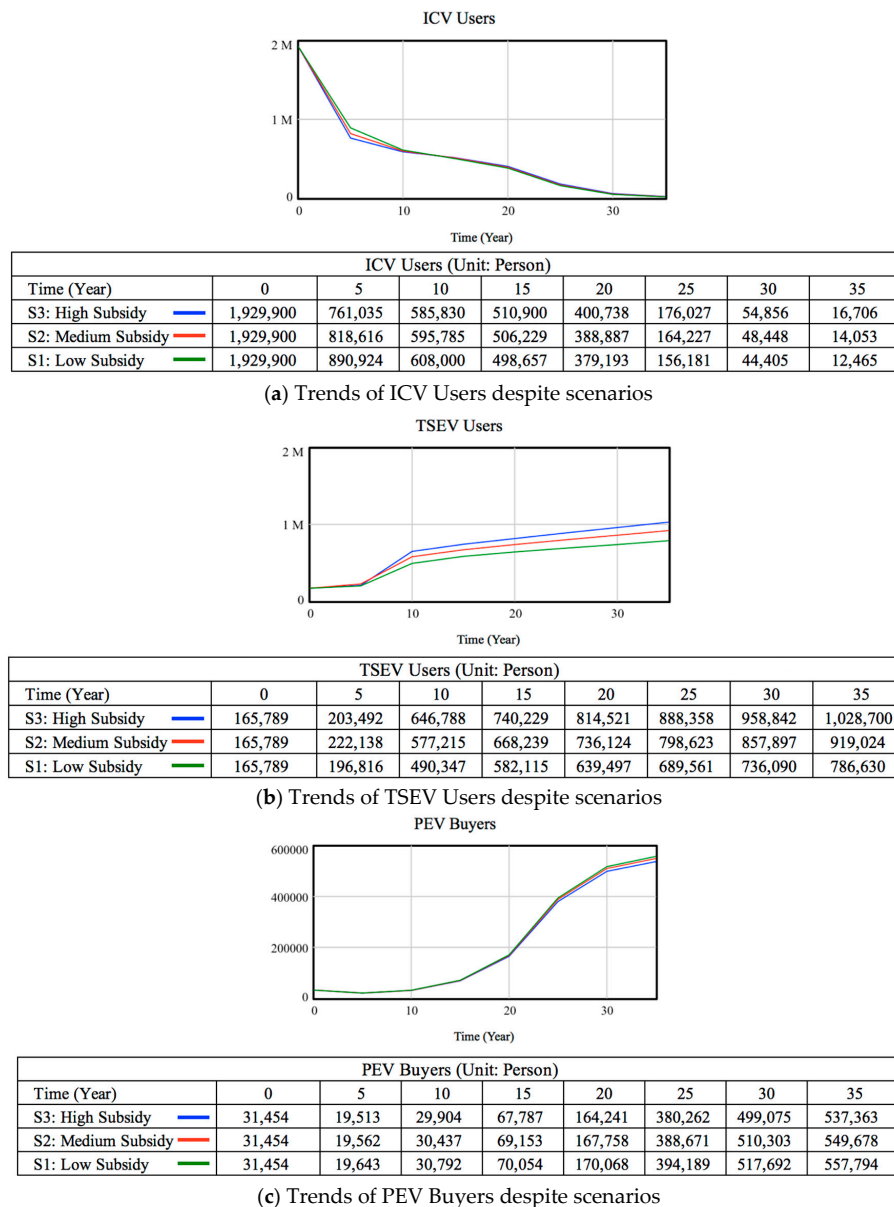 ICV Users
2 M
1 M
0
0 10 20 30
Time (Year)
ICV Users (Unit: Person)
Time (Year) 0 5 10 15 20 25 30 35
S3: High Subsidy 1,929,900 761,035 585,830 510,900 400,738 176,027 54,856 16,706
S2: Medium Subsidy 1,929,900 818,616 595,785 506,229 388,887 164,227 48,448 14,053
S1: Low Subsidy 1,929,900 890,924 608,000 498,657 379,193 156,181 44,405 12,465
(a) Trends of ICV Users despite scenarios
TSEV Users
2 M
1 M
0
0 10 20 30
Time (Year)
TSEV Users (Unit: Person)
Time (Year) 0 5 10 15 20 25 30 35
S3: High Subsidy 165,789 203,492 646,788 740,229 814,521 888,358 958,842 1,028,700
S2: Medium Subsidy 165,789 222,138 577,215 668,239 736,124 798,623 857,897 919,024
S1: Low Subsidy 165,789 196,816 490,347 582,115 639,497 689,561 736,090 786,630
(b) Trends of TSEV Users despite scenarios
PEV Buyers
600000
400000
200000
0
0 10 20 30
Time (Year)
PEV Buyers (Unit: Person)
Time (Year) 0 5 10 15 20 25 30 35
S3: High Subsidy 31,454 19,513 29,904 67,787 164,241 380,262 499,075 537,363
S2: Medium Subsidy 31,454 19,562 30,437 69,153 167,758 388,671 510,303 549,678
S1: Low Subsidy 31,454 19,643 30,792 70,054 170,068 394,189 517,692 557,794
(c) Trends of PEV Buyers despite scenarios